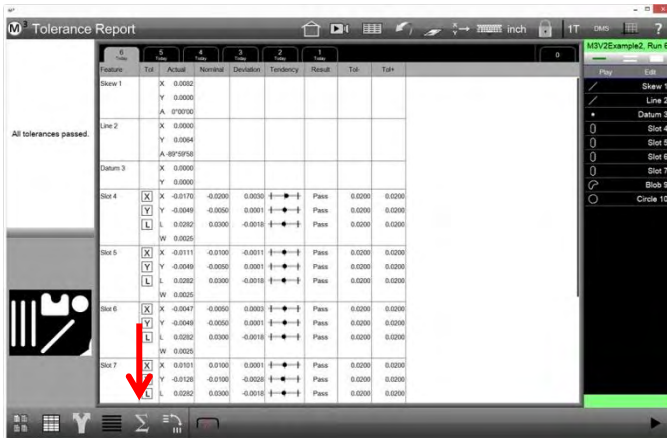 M³ Tolerance Report
inch
1T
DMS
?
M3V2Example2, Run 6
6 Today
5 Today
4 Today
3 Today
2 Today
1 Today
0
Play Edit
Feature Tol Actual Nominal Deviation Tendency Result Tol- Tol+
Skew 1 X 0.0082
Y 0.0000
A 0°00'00
Line 2 X 0.0000
Y 0.0064
A -89°59'58
Datum 3 X 0.0000
Y 0.0000
Slot 4 X X -0.0170 -0.0200 0.0030 Pass 0.0200 0.0200
Y Y -0.0049 -0.0050 0.0001 Pass 0.0200 0.0200
L L 0.0282 0.0300 -0.0018 Pass 0.0200 0.0200
W 0.0025
Slot 5 X X -0.0111 -0.0100 -0.0011 Pass 0.0200 0.0200
Y Y -0.0049 -0.0050 0.0001 Pass 0.0200 0.0200
L L 0.0282 0.0300 -0.0018 Pass 0.0200 0.0200
W 0.0025
Slot 6 X X -0.0047 -0.0050 0.0003 Pass 0.0200 0.0200
Y Y -0.0049 -0.0050 0.0001 Pass 0.0200 0.0200
L L 0.0282 0.0300 -0.0018 Pass 0.0200 0.0200
W 0.0025
Slot 7 X X 0.0101 0.0100 0.0001 Pass 0.0200 0.0200
Y -0.0128 -0.0100 -0.0028 Pass 0.0200 0.0200
L L 0.0282 0.0300 -0.0018 Pass 0.0200 0.0200
All tolerances passed.
Skew 1
Line 2
Datum 3
Slot 4
Slot 5
Slot 6
Slot 7
Blob 9
Circle 10